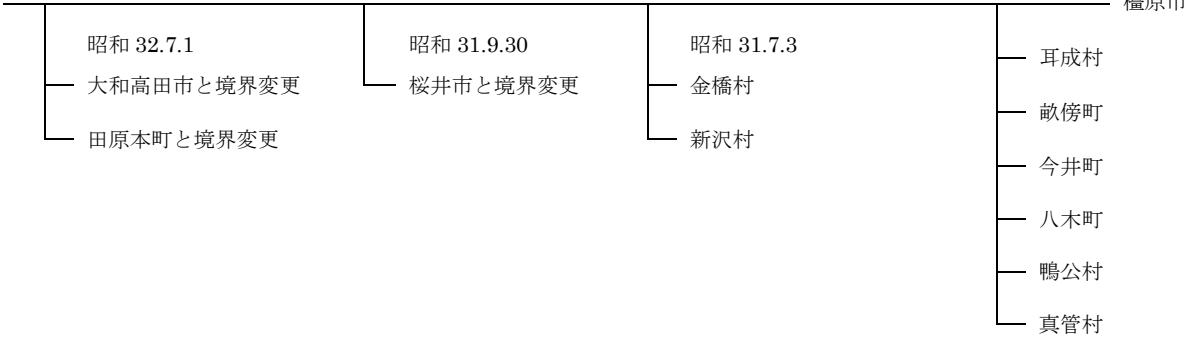 橿原市
昭和 32.7.1
大和高田市と境界変更
田原本町と境界変更
昭和 31.9.30
桜井市と境界変更
昭和 31.7.3
金橋村
新沢村
耳成村
畝傍町
今井町
八木町
鴨公村
真管村